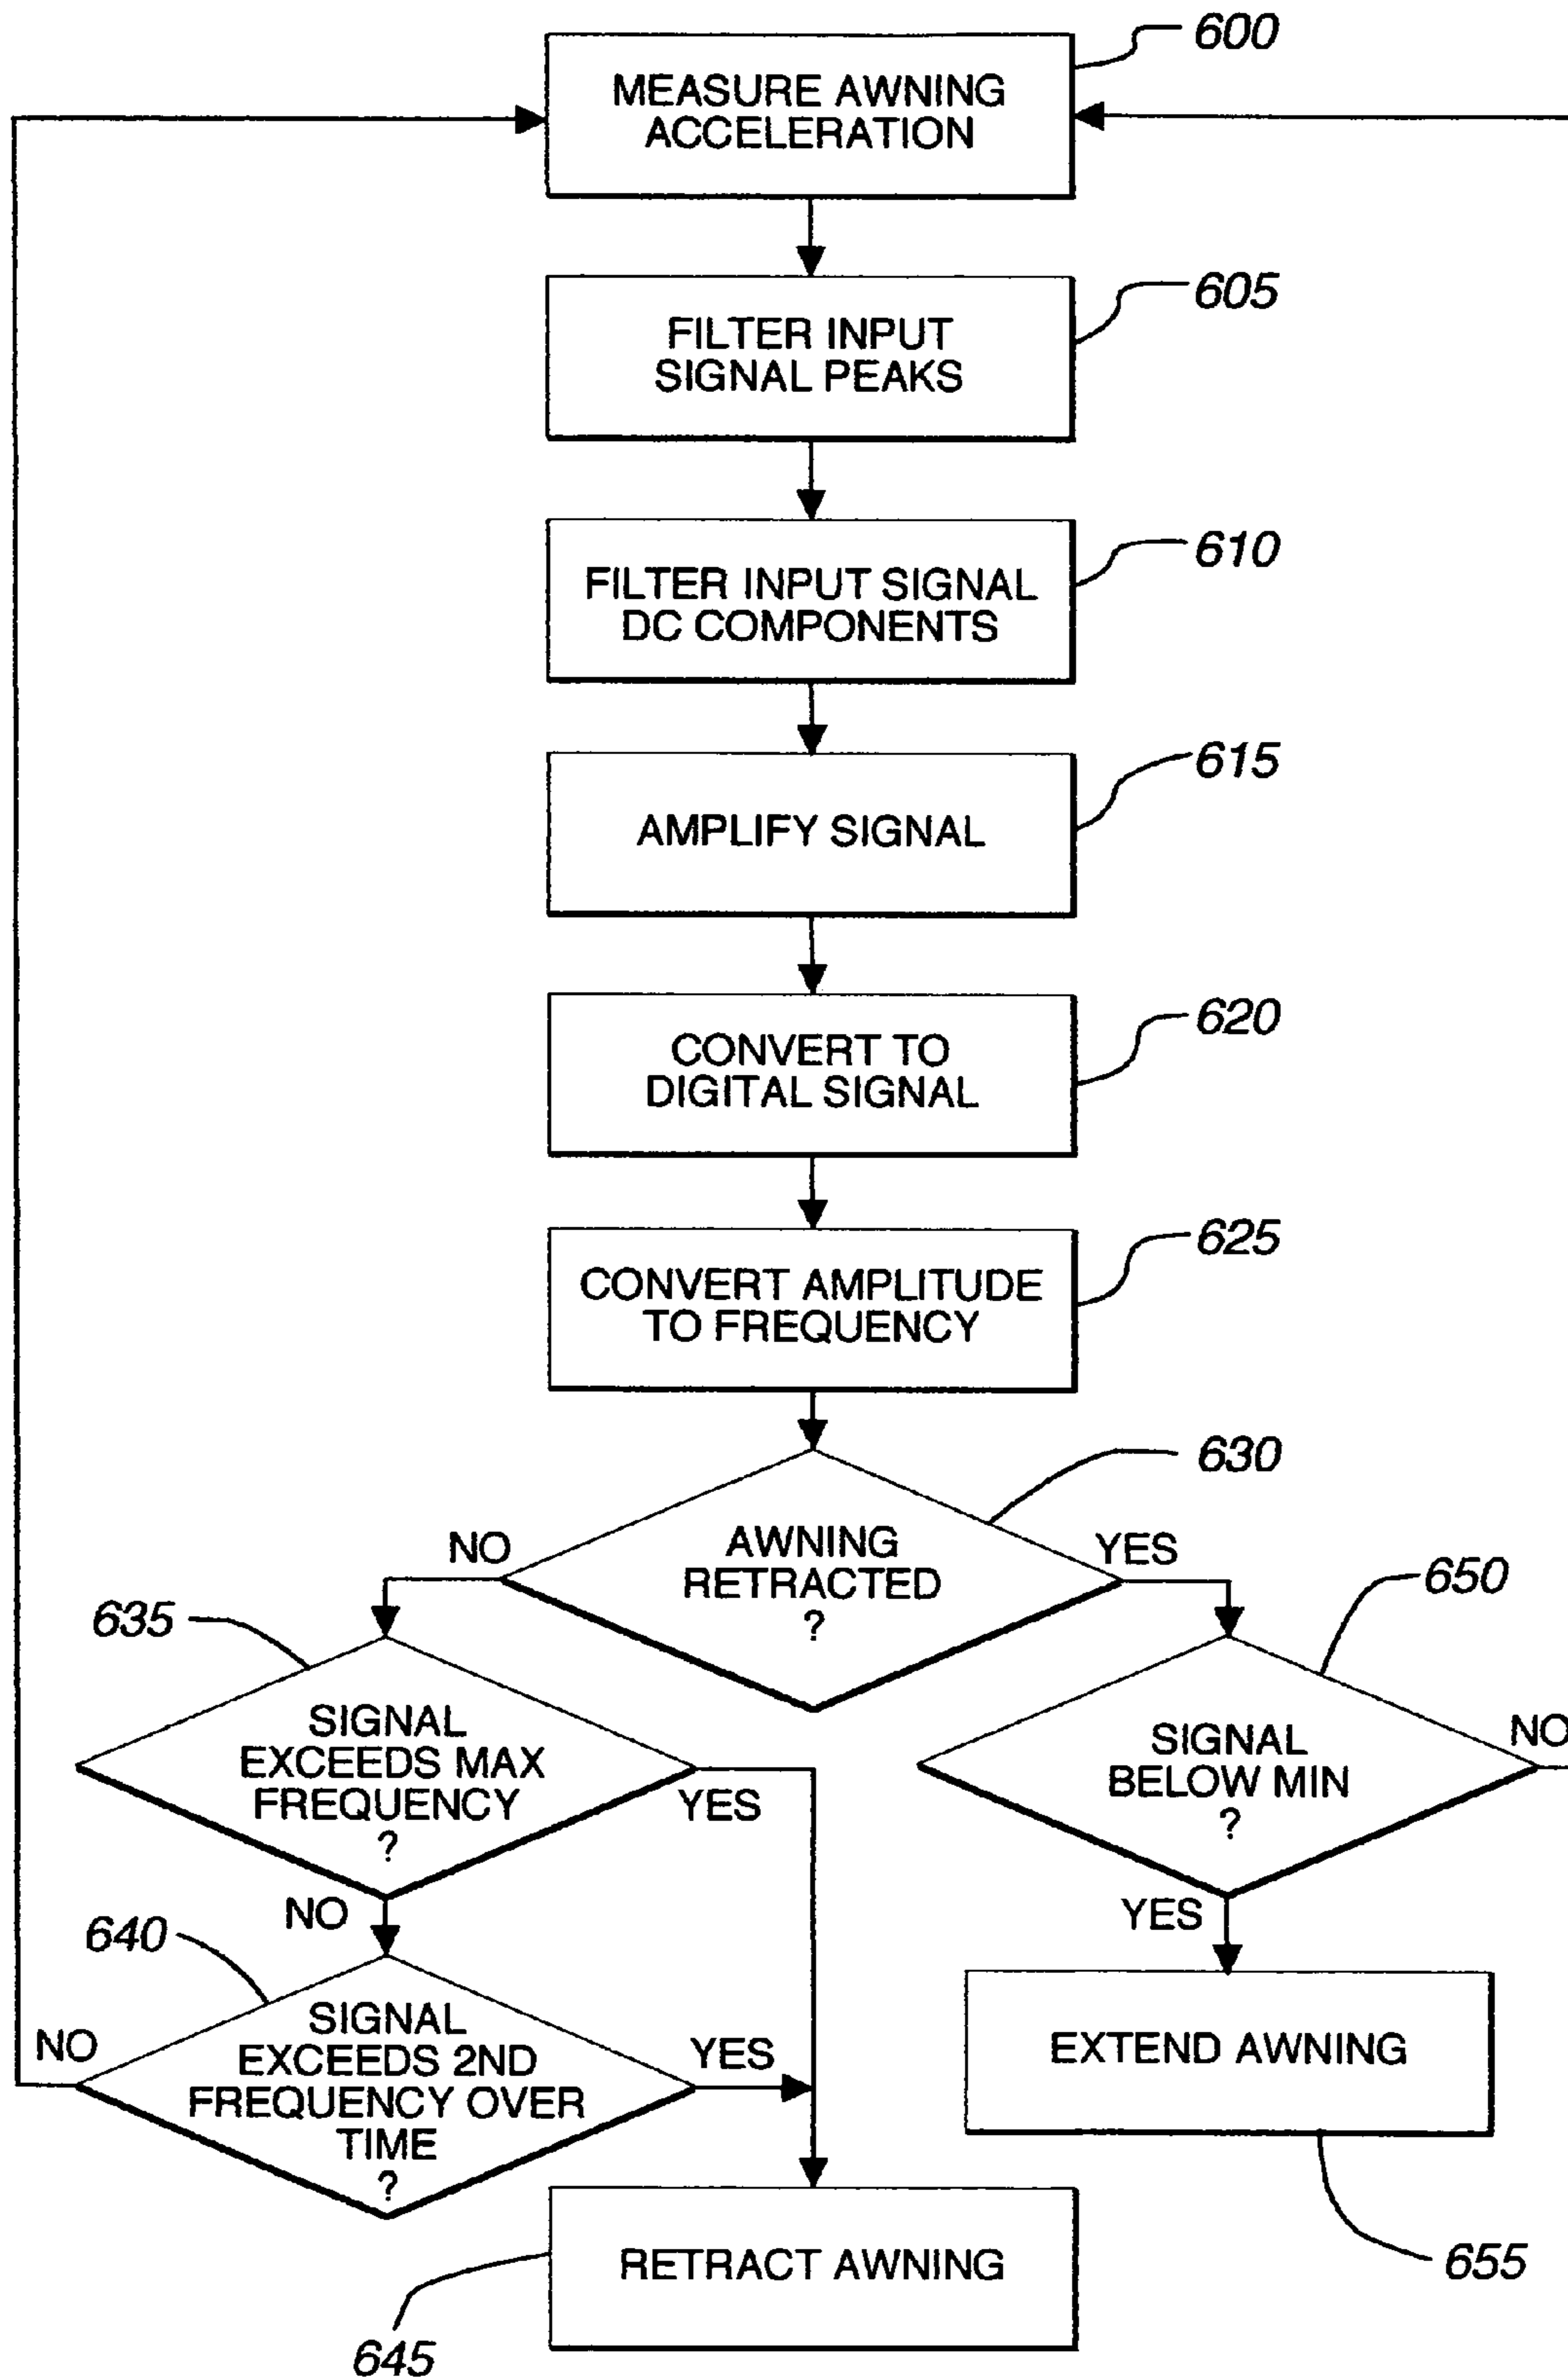 600
MEASURE AWNING
ACCELERATION
605
FILTER INPUT
SIGNAL PEAKS
610
FILTER INPUT SIGNAL
DC COMPONENTS
615
AMPLIFY SIGNAL
620
CONVERT TO
DIGITAL SIGNAL
625
CONVERT AMPLITUDE
TO FREQUENCY
630
AWNING
RETRACTED
?
NO
YES
635
SIGNAL
EXCEEDS MAX
FREQUENCY
?
YES
NO
650
SIGNAL
BELOW MIN
?
NO
YES
640
SIGNAL
EXCEEDS 2ND
FREQUENCY OVER
TIME
?
NO
YES
EXTEND AWNING
655
RETRACT AWNING
645